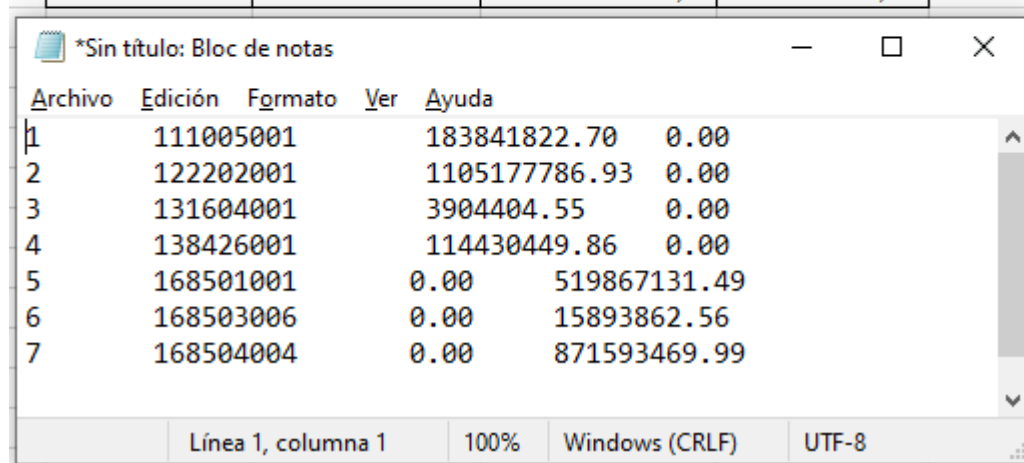 *Sin título: Bloc de notas
Archivo Edición Formato Ver Ayuda
1 111005001 183841822.70 0.00
2 122202001 1105177786.93 0.00
3 131604001 3904404.55 0.00
4 138426001 114430449.86 0.00
5 168501001 0.00 519867131.49
6 168503006 0.00 15893862.56
7 168504004 0.00 871593469.99
Línea 1, columna 1 100% Windows (CRLF) UTF-8